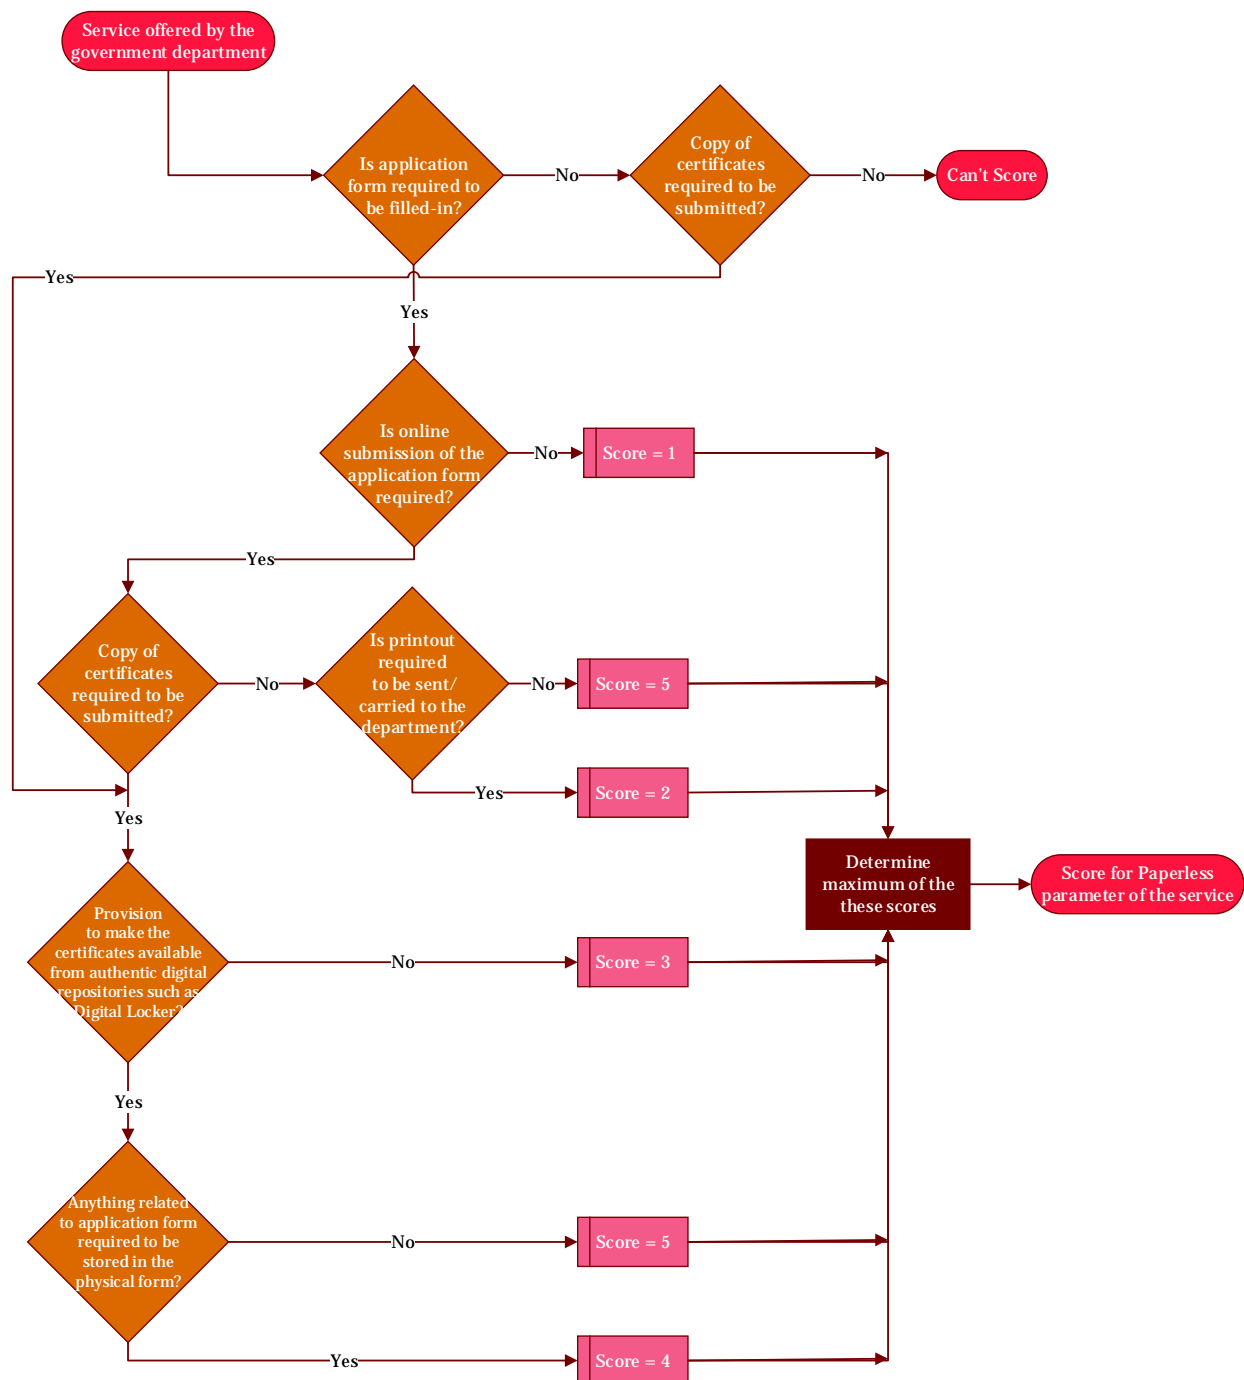 Service offered by the
government department
Is application
form required to
be filled-in?
No
Copy of
certificates
required to be
submitted?
No
Can't Score
Yes
Yes
Is online
submission of the
application form
required?
No
Score = 1
Yes
Copy of
certificates
required to be
submitted?
No
Is printout
required
to be sent/
carried to the
department?
No
Score = 5
Yes
Score = 2
Yes
Determine
maximum of the
these scores
Score for Paperless
parameter of the service
Provision
to make the
certificates available
from authentic digital
repositories such as
Digital Locker?
No
Score = 3
Yes
Anything related
to application form
required to be
stored in the
physical form?
No
Score = 5
Yes
Score = 4